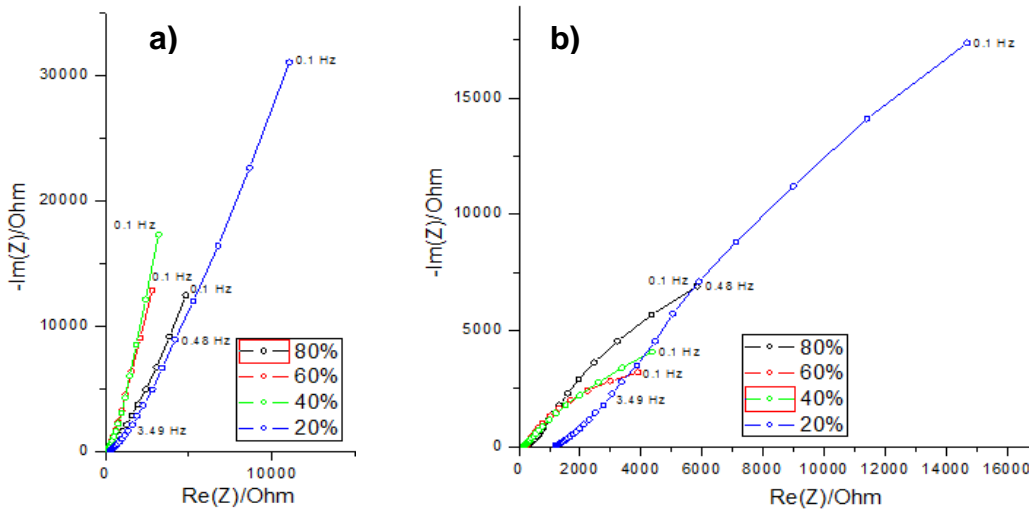 a)
30000
20000
10000
0
0
10000
-Im(Z)/Ohm
Re(Z)/Ohm
0.1 Hz
0.1 Hz
0.1 Hz
0.1 Hz
0.48 Hz
3.49 Hz
80%
60%
40%
20%
b)
15000
10000
5000
0
0 2000 4000 6000 8000 10000 12000 14000 16000
-Im(Z)/Ohm
Re(Z)/Ohm
0.1 Hz
0.1 Hz
0.48 Hz
0.1 Hz
0.1 Hz
3.49 Hz
80%
60%
40%
20%